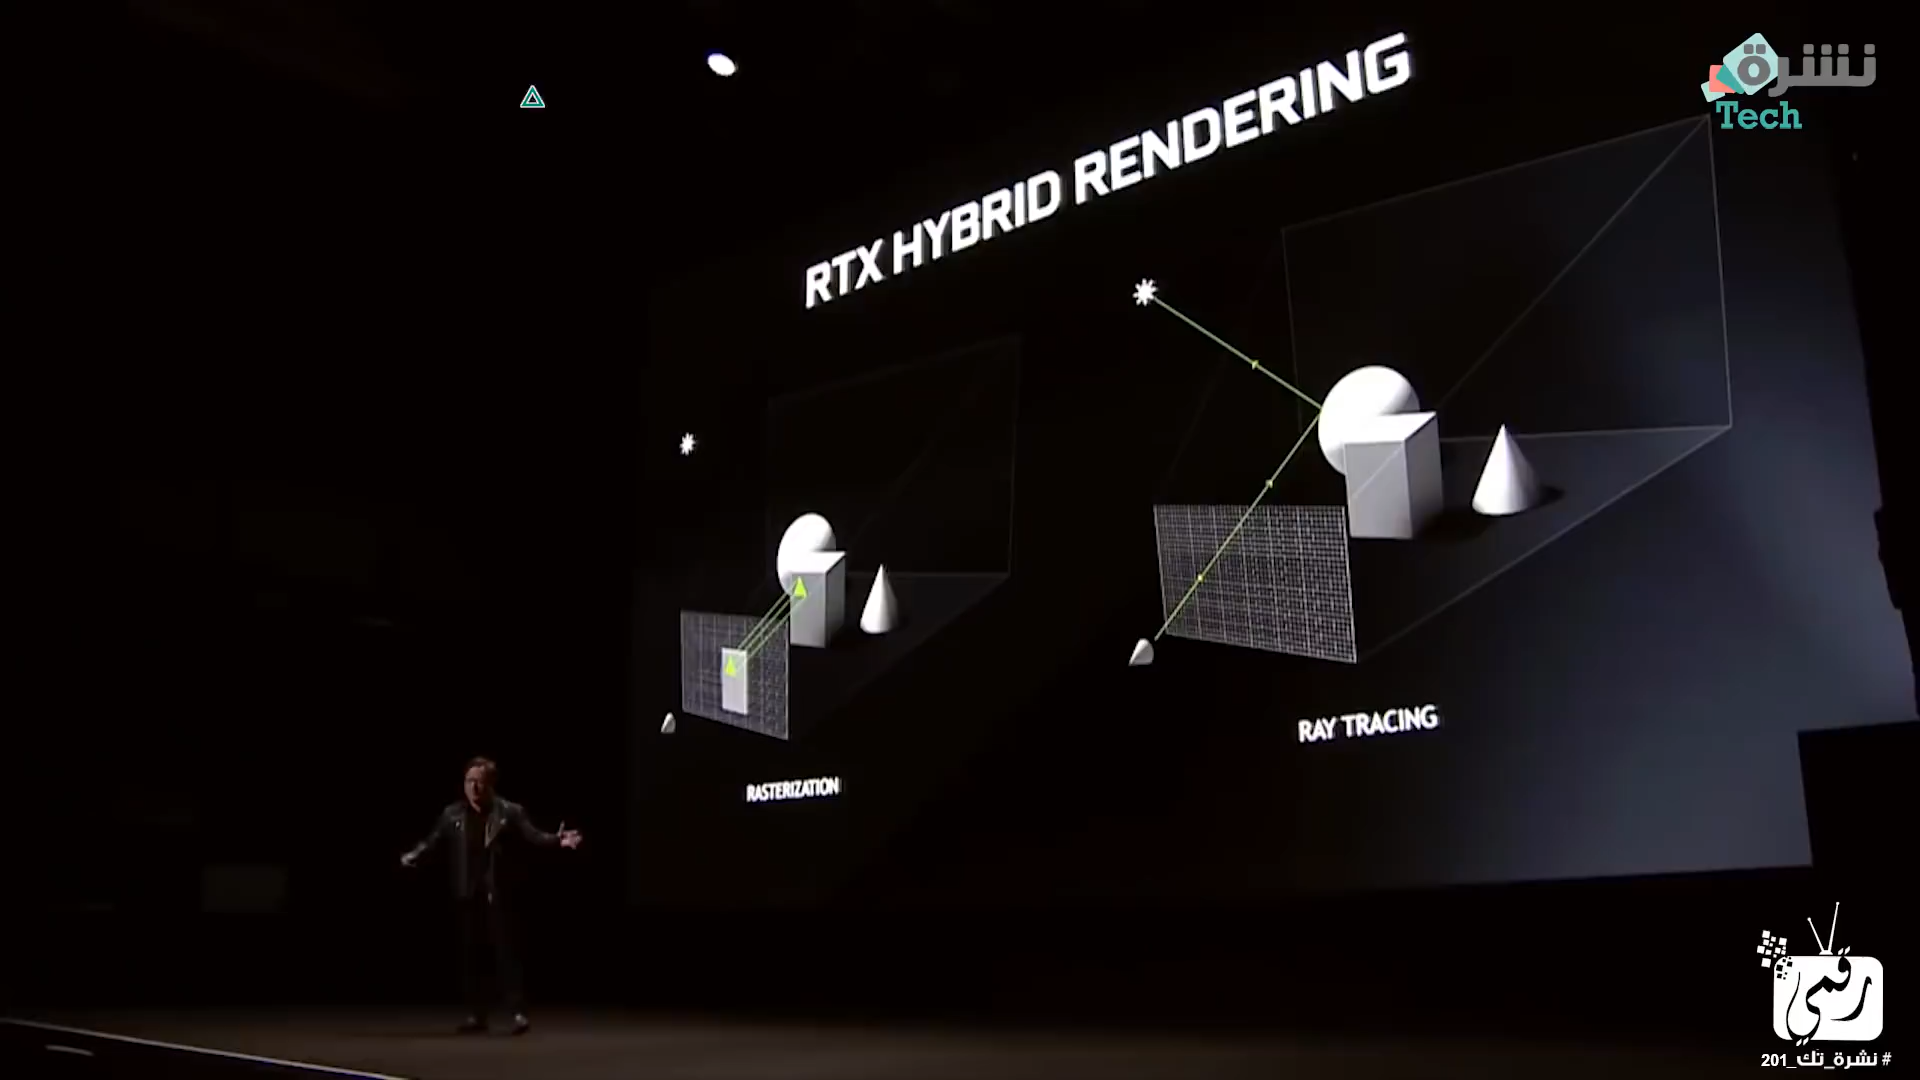 نشرة
Tech
RTX HYBRID RENDERING
RASTERIZATION
RAY TRACING
رقمي
# نشرة_تك_201